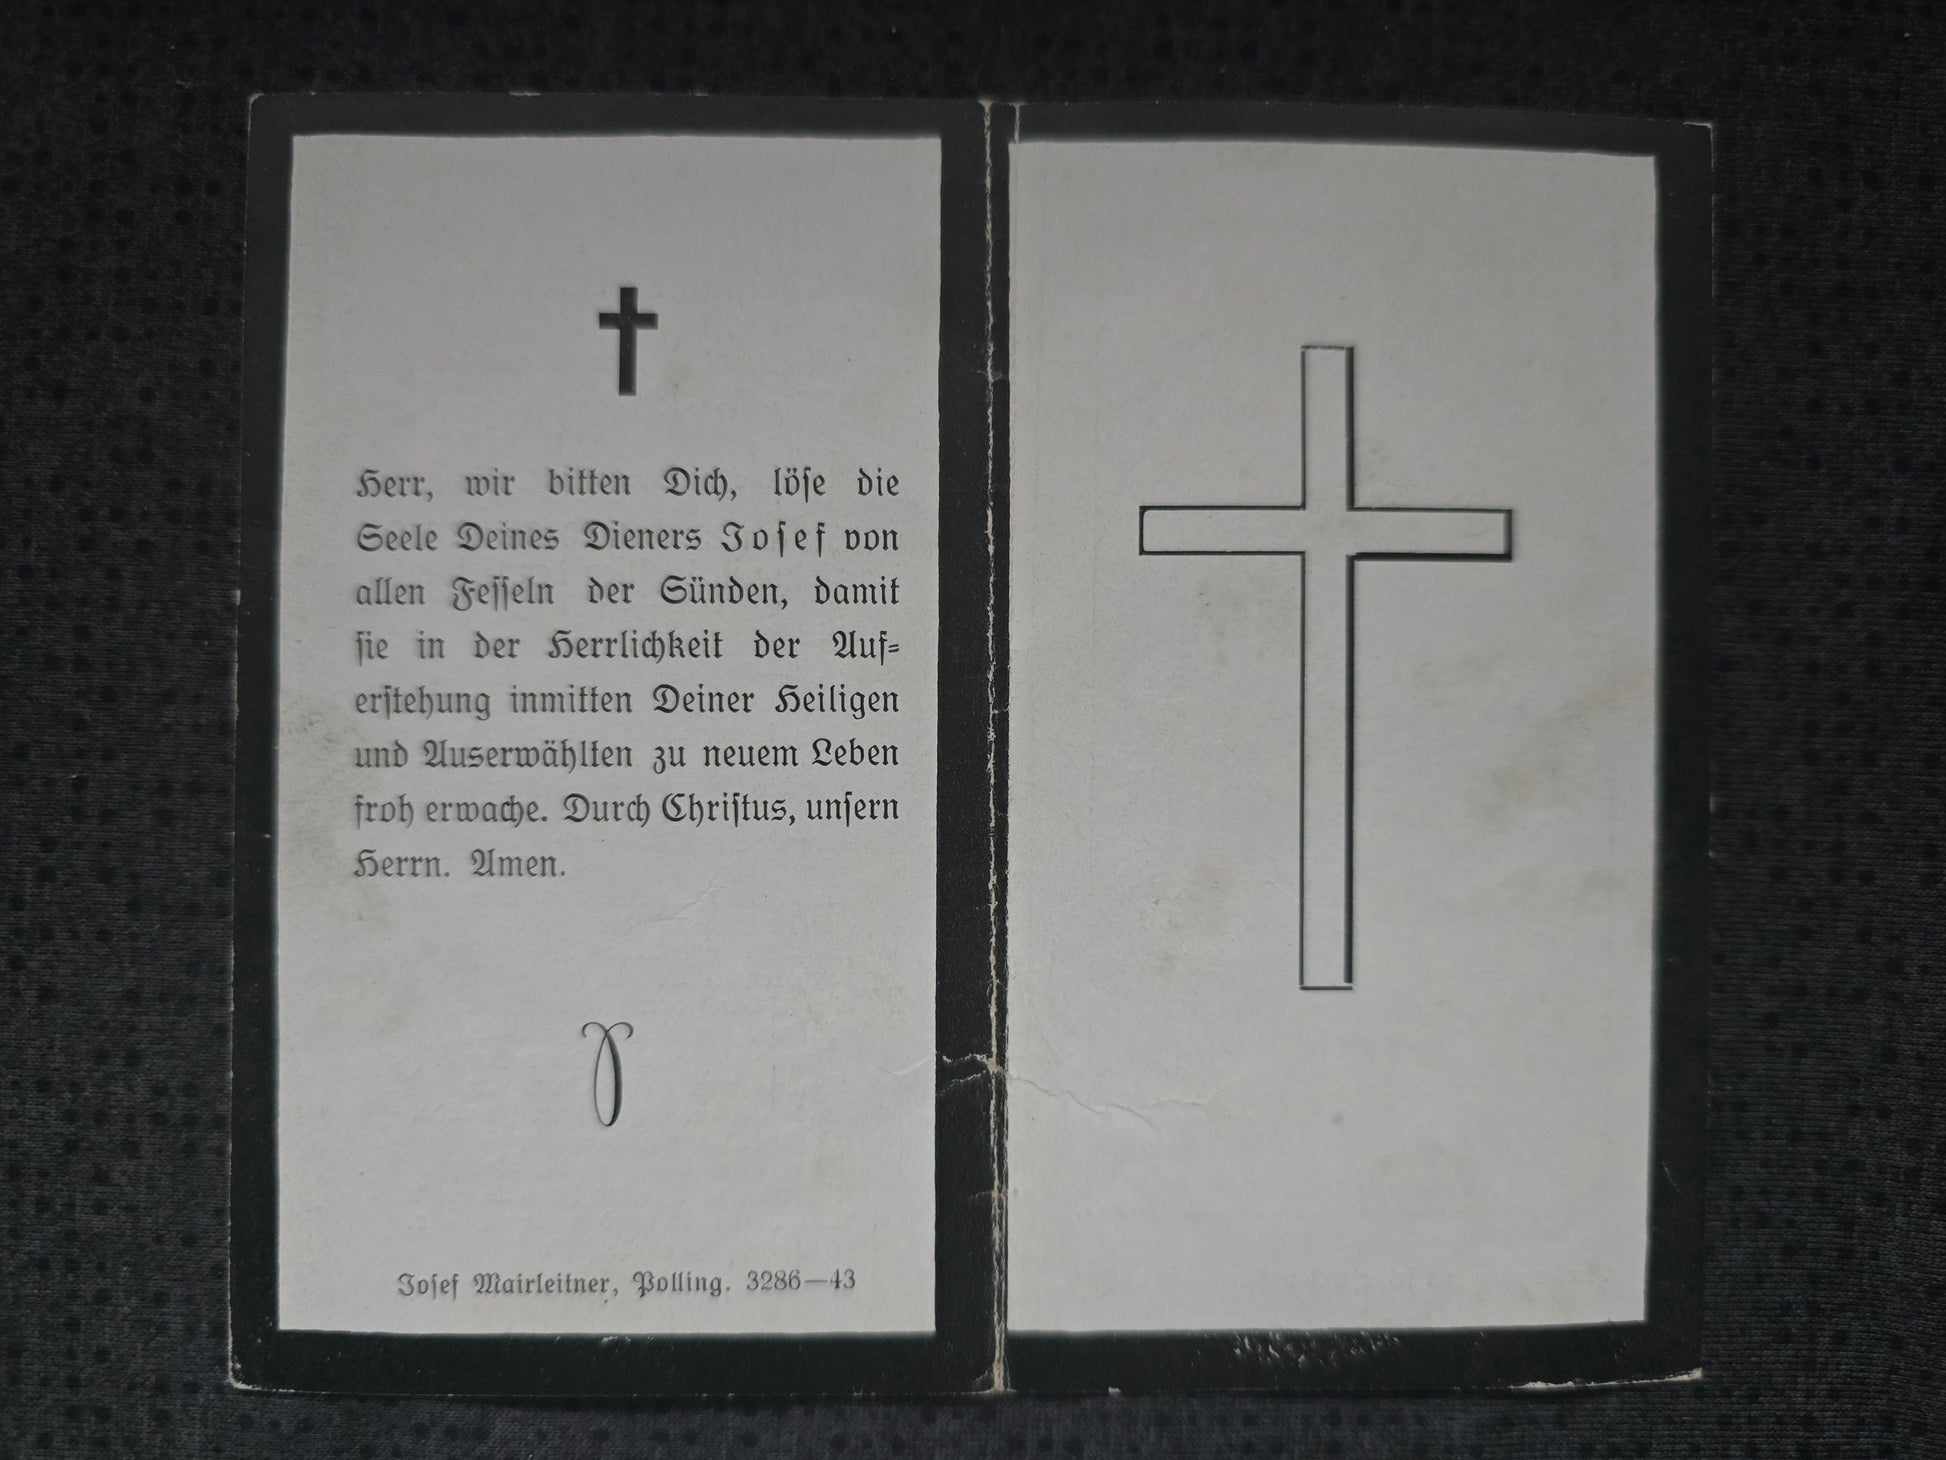 Herr, wir bitten Dich, löse die
Seele Deines Dieners Josef von
allen Fesseln der Sünden, damit
sie in der Herrlichkeit der Auf-
erstehung inmitten Deiner Heiligen
und Auserwählten zu neuem Leben
froh erwache. Durch Christus, unsern
Herrn. Amen.
Josef Mairleitner, Polling. 3286—43